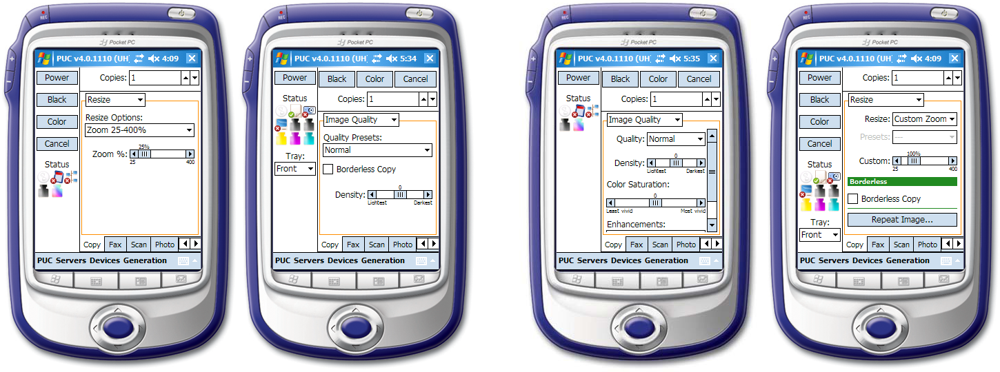 REC
Pocket PC
PUC v4.0.1110 (UH) 4:09
Power
Copies: 1
Black
Resize
Color
Resize Options:
Zoom 25-400%
Cancel
25%
Zoom %:
25 400
Status
Copy Fax Scan Photo
PUC Servers Devices Generation
REC
Pocket PC
PUC v4.0.1110 (UH) 5:34
Power Black Color Cancel
Status
Copies: 1
Image Quality
Quality Presets:
Normal
Tray:
Front
Borderless Copy
0
Density:
Lightest Darkest
Copy Fax Scan Photo
PUC Servers Devices Generation
REC
Pocket PC
PUC v4.0.1110 (UH) 5:35
Power Black Color Cancel
Status
Copies: 1
Image Quality
Quality: Normal
0
Density:
Lightest Darkest
Color Saturation:
0
Least vivid Most vivid
Enhancements:
Copy Fax Scan Photo
PUC Servers Devices Generation
REC
Pocket PC
PUC v4.0.1110 (UH) 4:09
Power
Copies: 1
Black
Resize
Color
Resize: Custom Zoom
Presets: ---
Cancel
100%
Custom:
25 400
Status
Borderless
Borderless Copy
Repeat Image...
Tray:
Front
Copy Fax Scan Photo
PUC Servers Devices Generation